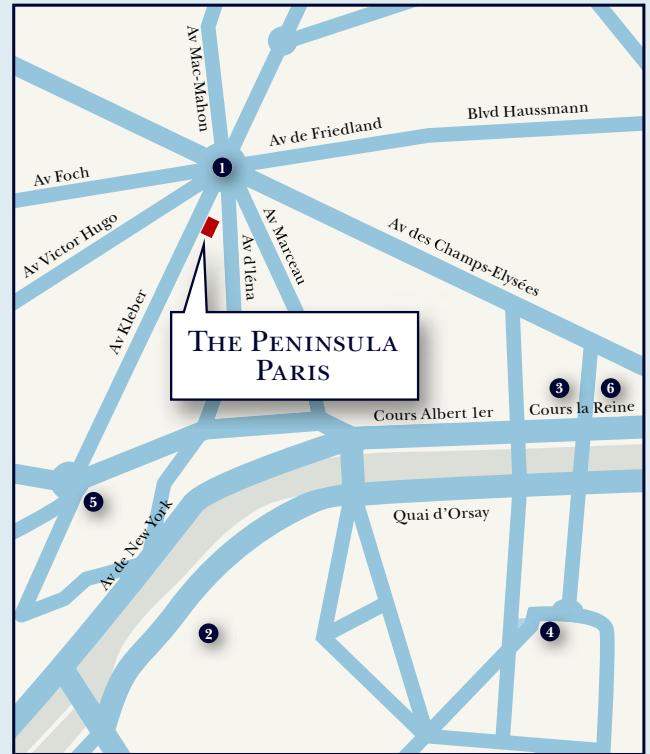 Av Mac-Mahon
Av de Friedland
Blvd Haussmann
1
Av Foch
Av Victor Hugo
Av Marceau
Av d'Iéna
Av des Champs-Elysées
Av Kleber
THE PENINSULA
PARIS
3
6
Cours Albert 1er
Cours la Reine
5
Av de New York
Quai d'Orsay
2
4